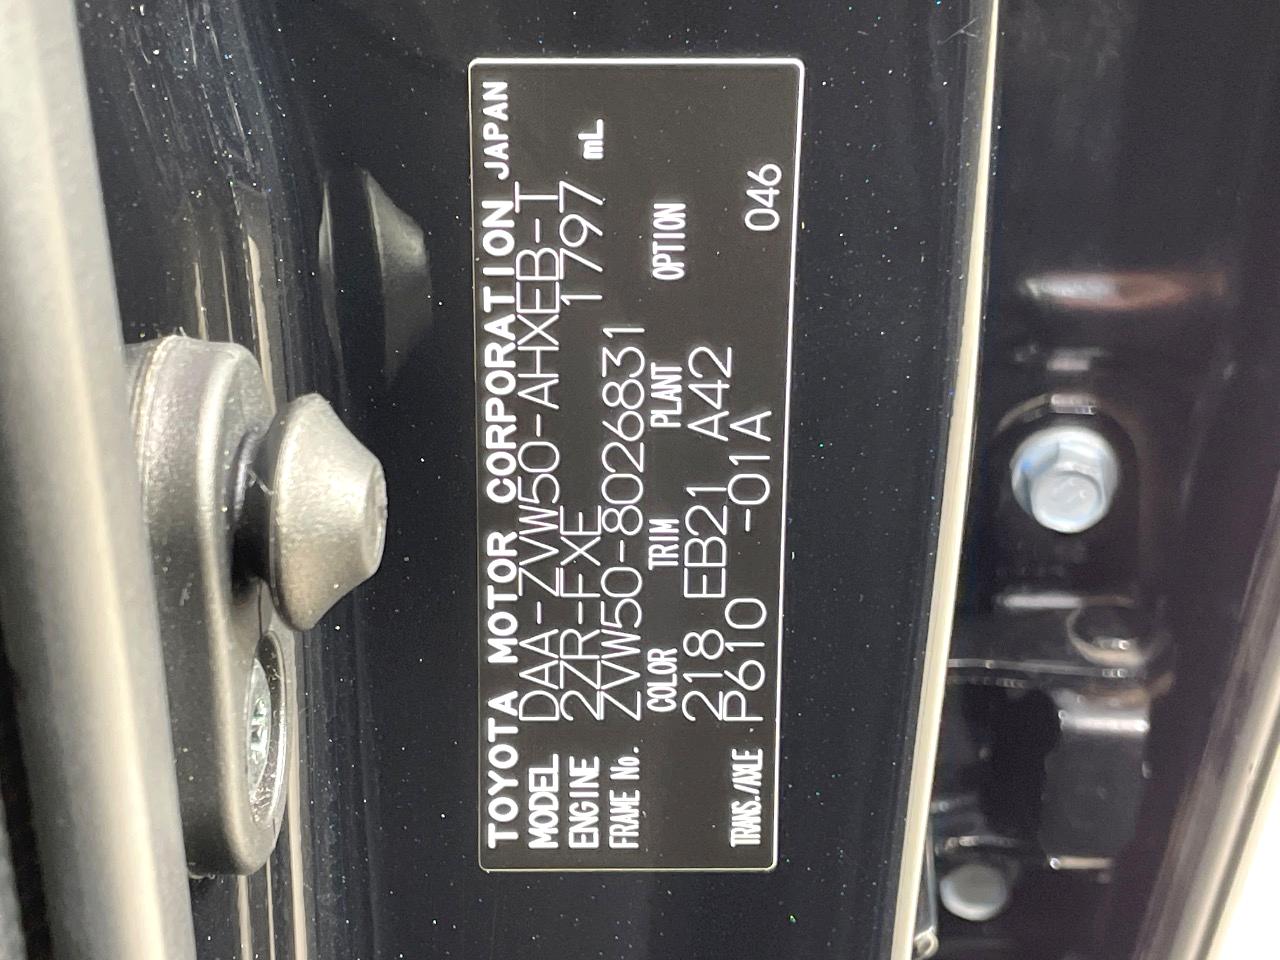 TOYOTA MOTOR CORPORATION JAPAN
MODEL DAA-ZVW50-AHXEB-T
ENGINE 2ZR-FXE 1797 mL
FRAME No. ZVW50-8026831
COLOR TRIM PLANT OPTION
218 EB21 A42
TRANS./AXLE P610 -01A 046